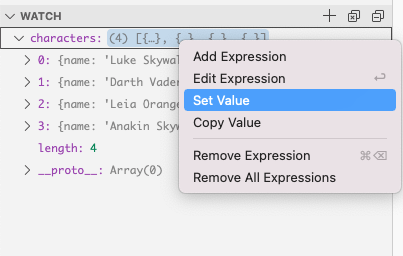 WATCH
characters: (4) [{…}, {…}, {…}, {…}]
Add Expression
0: {name: 'Luke Skywal
Edit Expression
1: {name: 'Darth Vader
Set Value
2: {name: 'Leia Orange
Copy Value
3: {name: 'Anakin Skyw
length: 4
Remove Expression ⌘⌫
__proto__: Array(0)
Remove All Expressions